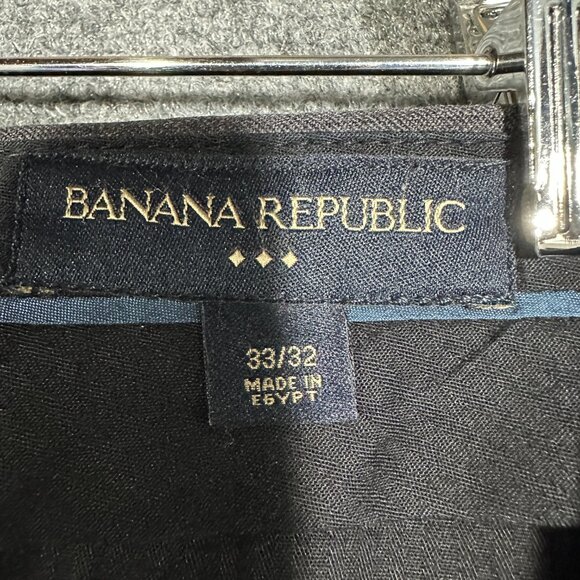 BANANA REPUBLIC
33/32
MADE IN
EGYPT